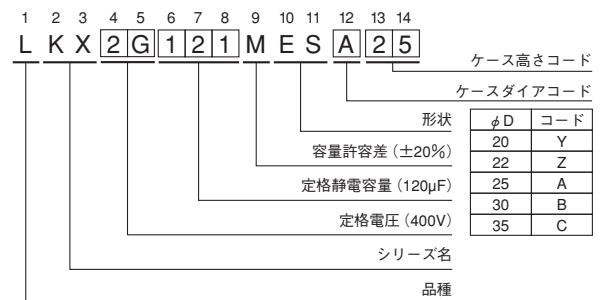 1 2 3 4 5 6 7 8 9 10 11 12 13 14
L K X 2 G 1 2 1 M E S A 2 5
ケース高さコード
ケースダイアコード
形状
容量許容差（±20%）
定格静電容量（120μF）
定格電圧（400V）
シリーズ名
品種
φD コード
20 Y
22 Z
25 A
30 B
35 C